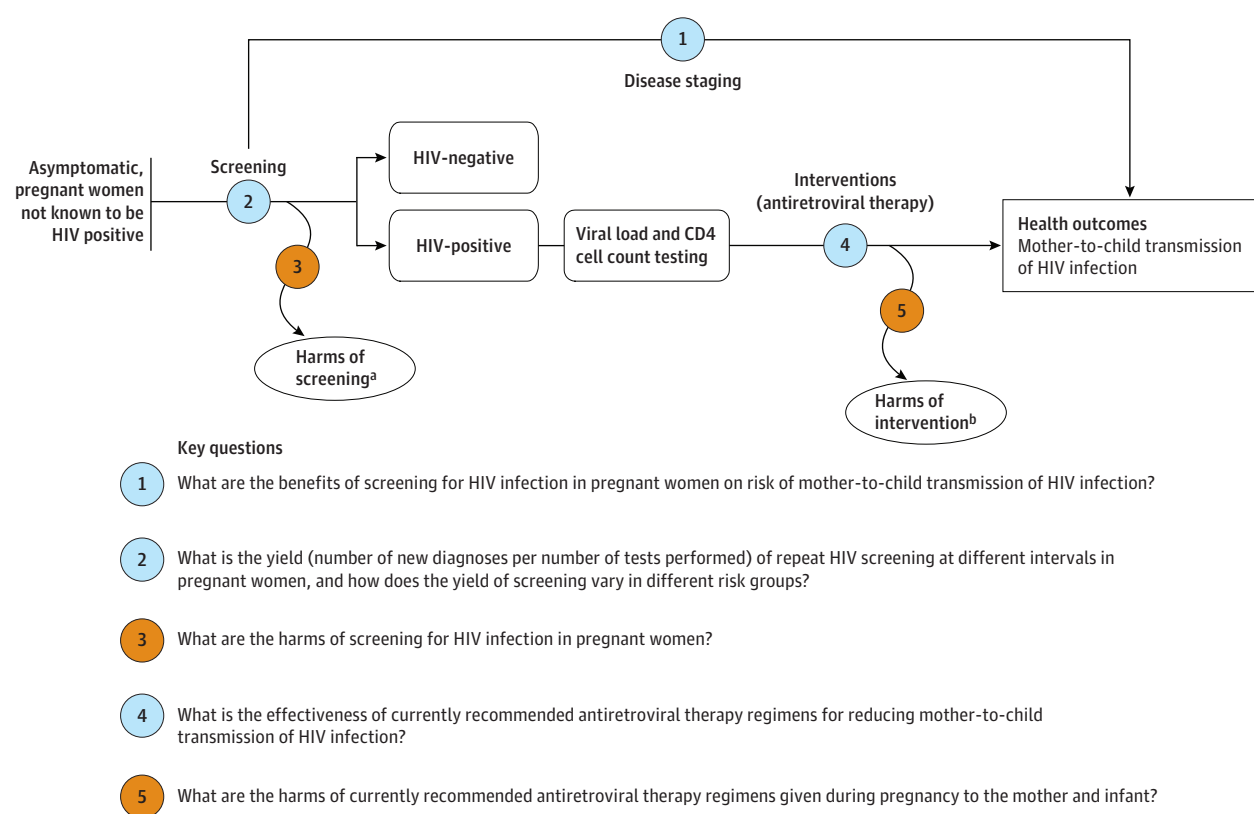 1
Disease staging
Asymptomatic,
pregnant women
not known to be
HIV positive
Screening
2
3
Harms of
screeningᵃ
HIV-negative
HIV-positive
Viral load and CD4
cell count testing
Interventions
(antiretroviral therapy)
4
5
Harms of
interventionᵇ
Health outcomes
Mother-to-child transmission
of HIV infection
Key questions
1 What are the benefits of screening for HIV infection in pregnant women on risk of mother-to-child transmission of HIV infection?
2 What is the yield (number of new diagnoses per number of tests performed) of repeat HIV screening at different intervals in
pregnant women, and how does the yield of screening vary in different risk groups?
3 What are the harms of screening for HIV infection in pregnant women?
4 What is the effectiveness of currently recommended antiretroviral therapy regimens for reducing mother-to-child
transmission of HIV infection?
5 What are the harms of currently recommended antiretroviral therapy regimens given during pregnancy to the mother and infant?